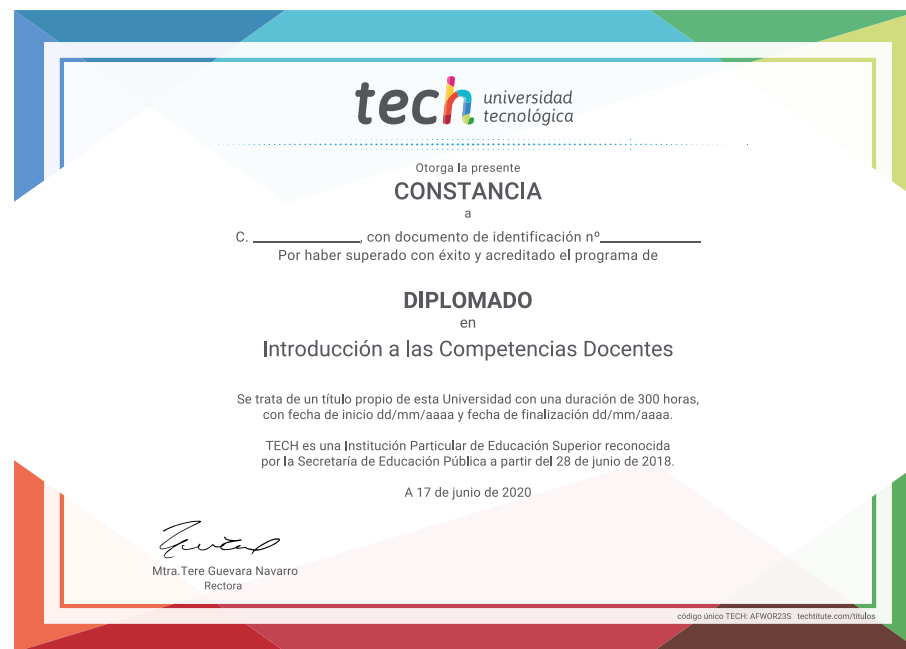 tech universidad
tecnológica
Otorga la presente
CONSTANCIA
a
C. ____________, con documento de identificación nº____________
Por haber superado con éxito y acreditado el programa de
DIPLOMADO
en
Introducción a las Competencias Docentes
Se trata de un título propio de esta Universidad con una duración de 300 horas,
con fecha de inicio dd/mm/aaaa y fecha de finalización dd/mm/aaaa.
TECH es una Institución Particular de Educación Superior reconocida
por la Secretaría de Educación Pública a partir del 28 de junio de 2018.
A 17 de junio de 2020
Mtra.Tere Guevara Navarro
Rectora
código único TECH: AFWOR23S techtitute.com/titulos